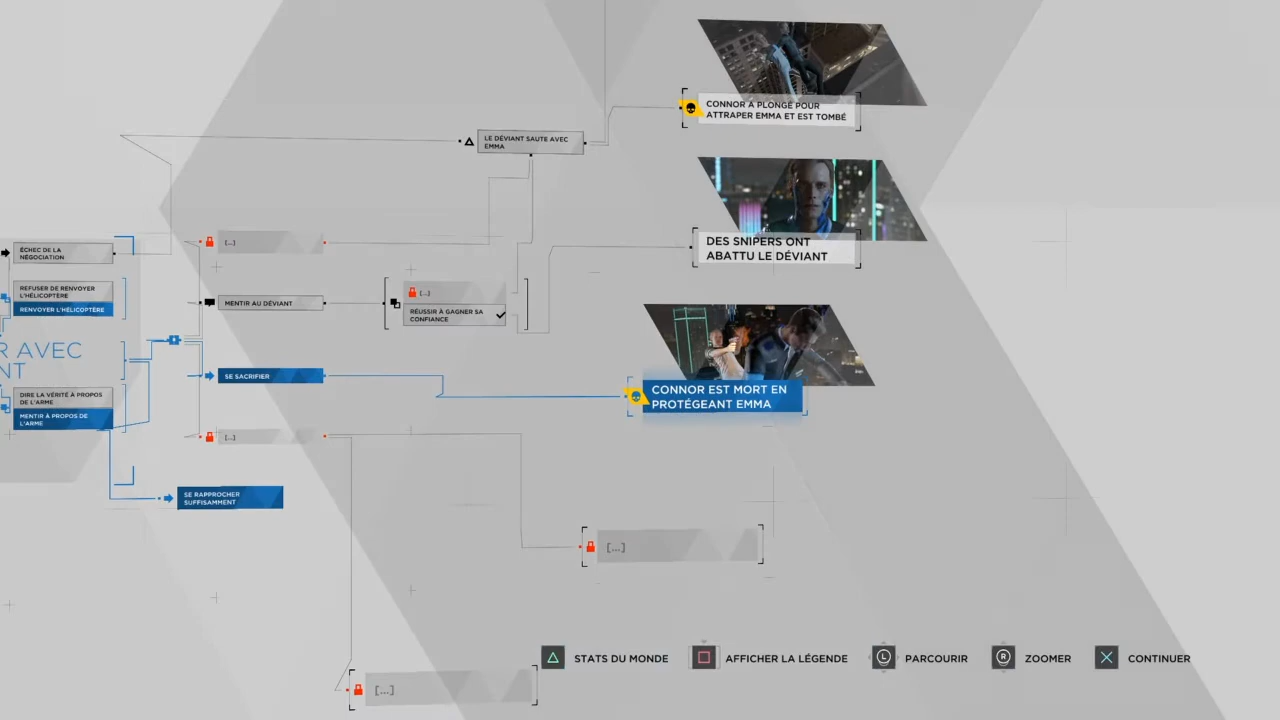 CONNOR A PLONGÉ POUR
ATTRAPER EMMA ET EST TOMBÉ
LE DÉVIANT SAUTE AVEC
EMMA
DES SNIPERS ONT
ABATTU LE DÉVIANT
ÉCHEC DE LA
NÉGOCIATION
[...]
REFUSER DE RENVOYER
L'HÉLICOPTÈRE
RENVOYER L'HÉLICOPTÈRE
MENTIR AU DÉVIANT
[...]
RÉUSSIR À GAGNER SA
CONFIANCE
R AVEC
NT
SE SACRIFIER
CONNOR EST MORT EN
PROTÉGEANT EMMA
DIRE LA VÉRITÉ À PROPOS
DE L'ARME
MENTIR À PROPOS DE
L'ARME
[...]
SE RAPPROCHER
SUFFISAMMENT
[...]
[...]
STATS DU MONDE
AFFICHER LA LÉGENDE
L
PARCOURIR
R
ZOOMER
CONTINUER